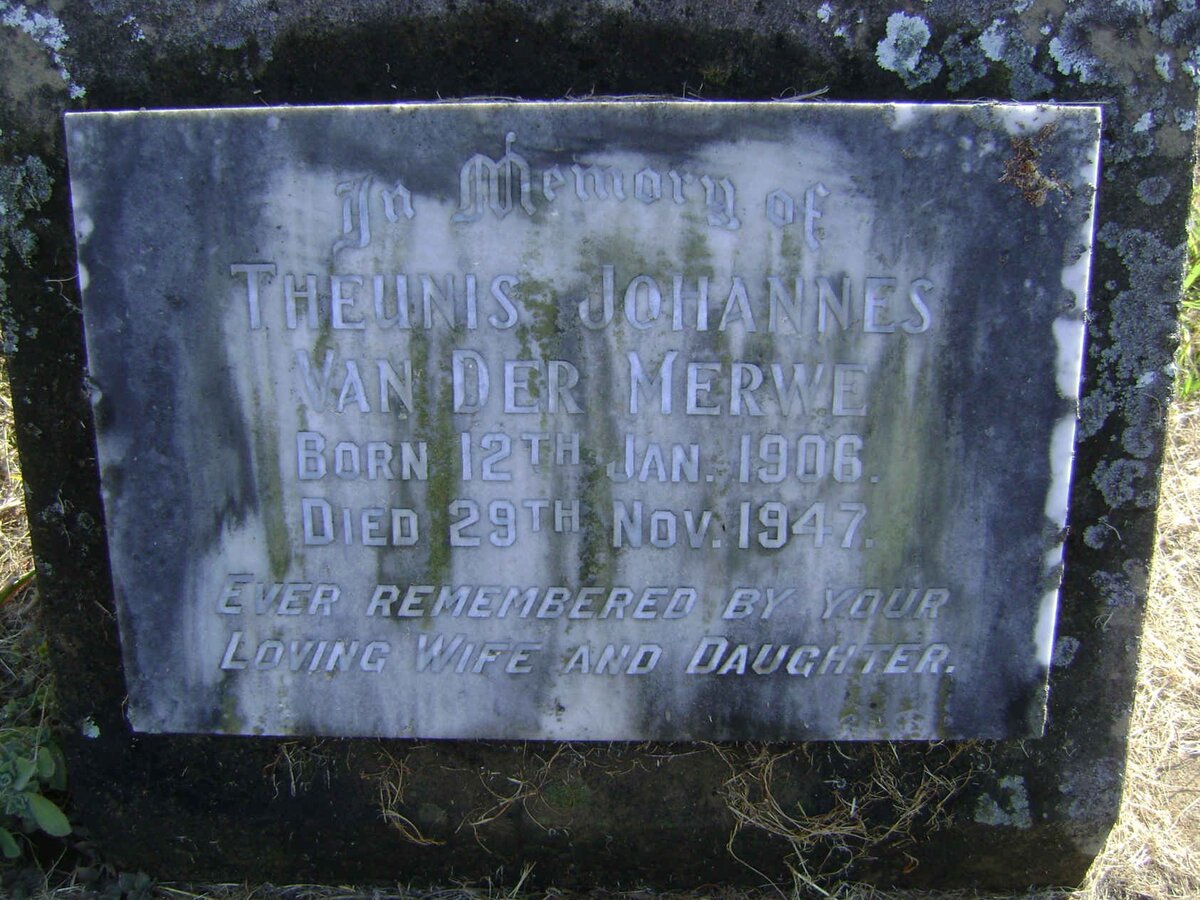 In Memory of
THEUNIS JOHANNES
VAN DER MERWE
BORN 12TH JAN. 1906.
DIED 29TH NOV. 1947.
EVER REMEMBERED BY YOUR
LOVING WIFE AND DAUGHTER.